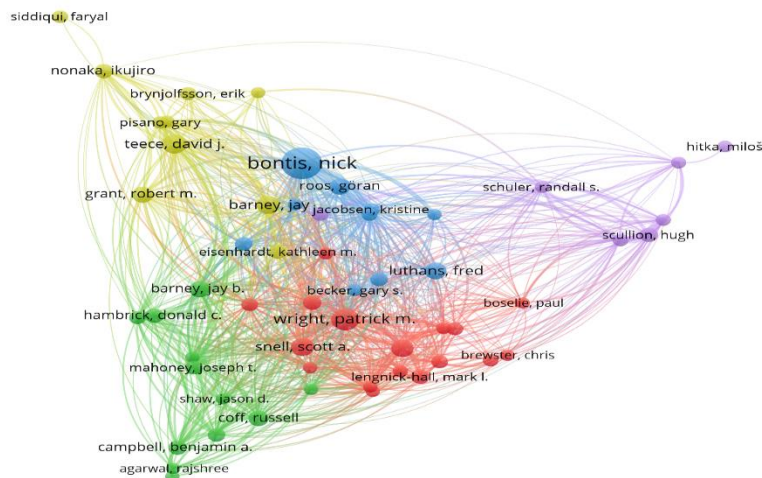 siddiqui, faryal
nonaka, ikujiro
brynjolfsson, erik
pisano, gary
teece, david j.
hitka, miloš
bontis, nick
roos, göran
schuler, randall s.
grant, robert m.
barney, jay
jacobsen, kristine
scullion, hugh
eisenhardt, kathleen m.
luthans, fred
barney, jay b.
becker, gary s.
boselie, paul
hambrick, donald c.
wright, patrick m.
snell, scott a.
brewster, chris
mahoney, joseph t.
lengnick-hall, mark l.
shaw, jason d.
coff, russell
campbell, benjamin a.
agarwal, rajshree